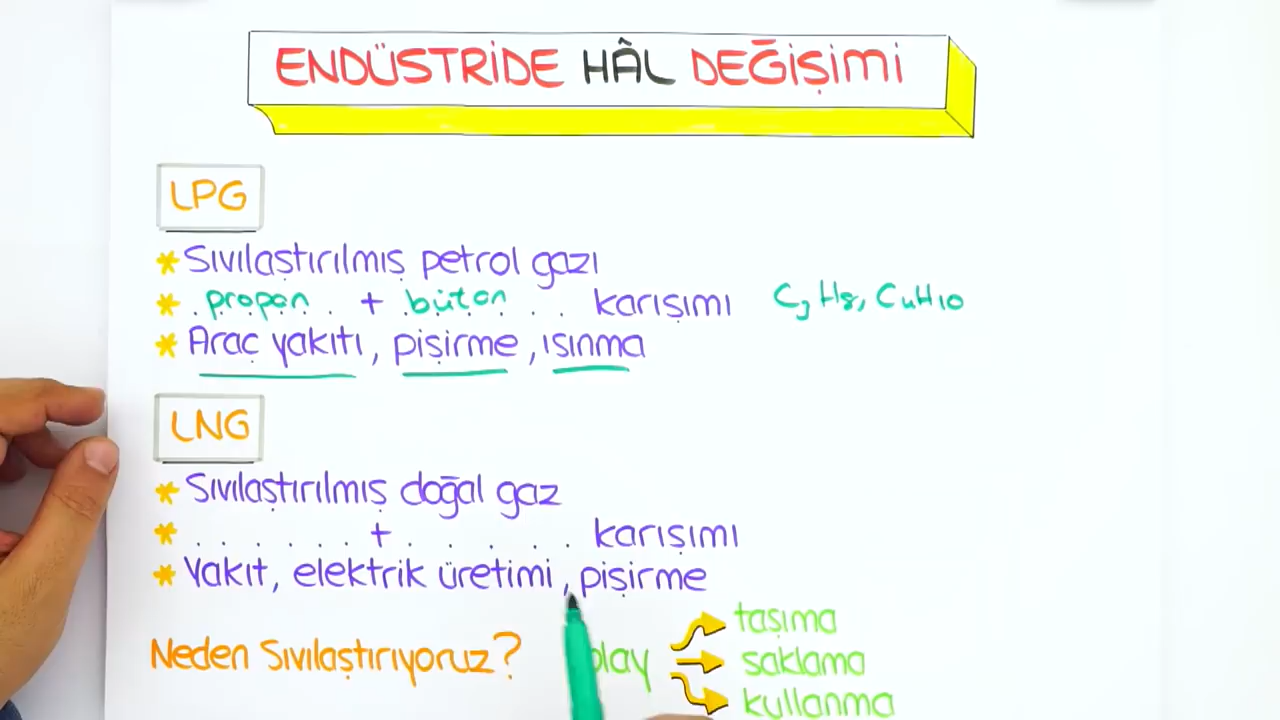 ENDÜSTRİDE HÂL DEĞİŞİMİ
LPG
* Sıvılaştırılmış petrol gazı
* .propan. . + bütan. . . karışımı C3H8, C4H10
* Araç yakıtı, pişirme, ısınma
LNG
* Sıvılaştırılmış doğal gaz
* . . . . . . . + . . . . . karışımı
* Yakıt, elektrik üretimi, pişirme
Neden Sıvılaştırıyoruz?
taşıma
saklama
kullanma